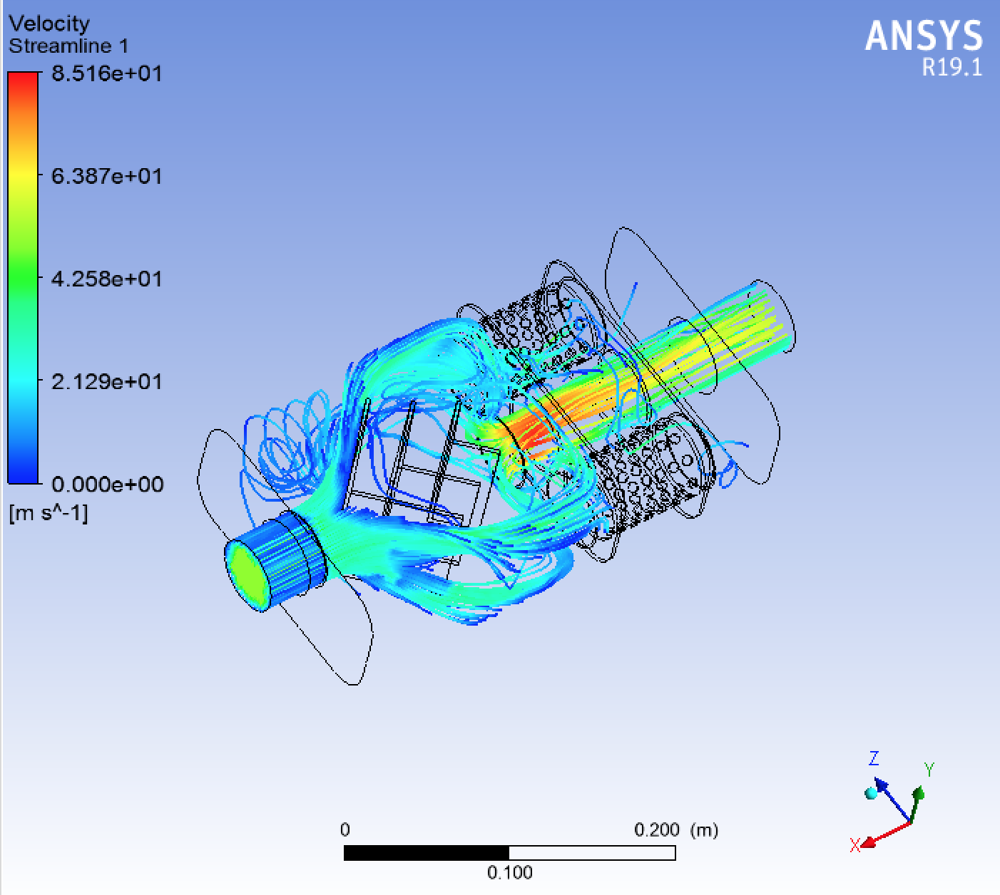 Velocity
Streamline 1
8.516e+01
6.387e+01
4.258e+01
2.129e+01
0.000e+00
[m s^-1]
ANSYS
R19.1
Z
Y
X
0
0.200 (m)
0.100